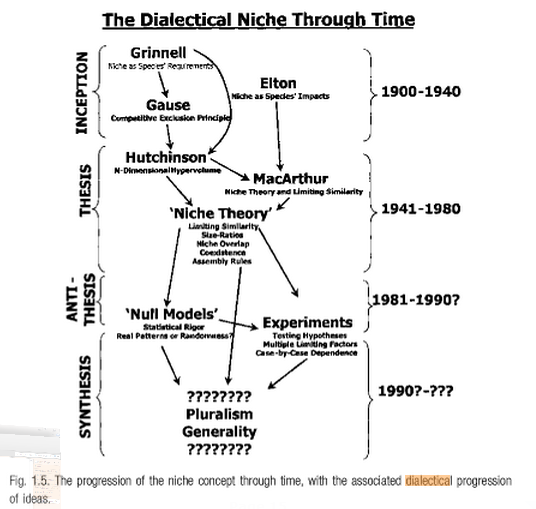 The Dialectical Niche Through Time
INCEPTION
Grinnell
Niche as Species' Requirements
Elton
Niche as Species' Impacts
1900-1940
Gause
Competitive Exclusion Principle
THESIS
Hutchinson
N-Dimensional Hypervolume
MacArthur
Niche Theory and Limiting Similarity
1941-1980
'Niche Theory'
Limiting Similarity
Size-Ratios
Niche Overlap
Coexistence
Assembly Rules
ANTI-
THESIS
'Null Models'
Statistical Rigor
Real Patterns or Randomness?
Experiments
Testing Hypotheses
Multiple Limiting Factors
Case-by-Case Dependence
1981-1990?
SYNTHESIS
????????
Pluralism
Generality
????????
1990?-???
Fig. 1.5. The progression of the niche concept through time, with the associated dialectical progression
of ideas.